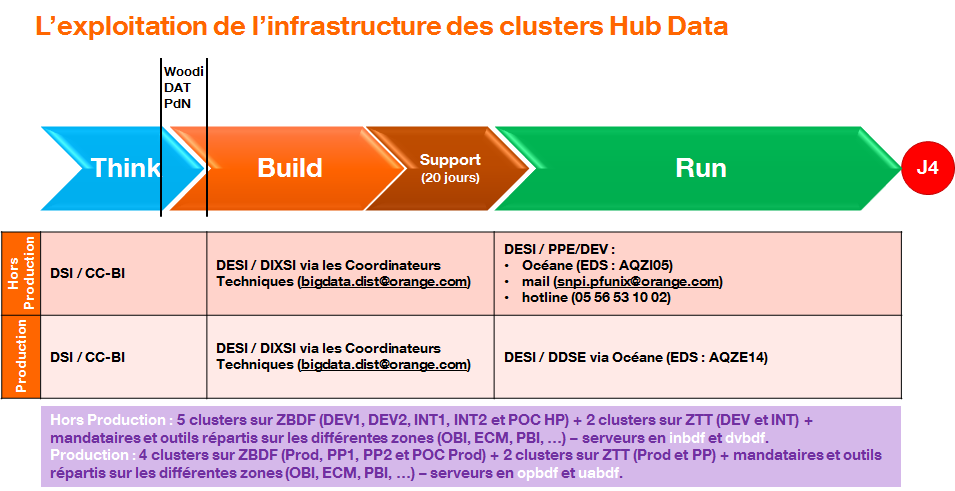 L'exploitation de l'infrastructure des clusters Hub Data
Woodi
DAT
PdN
Think
Build
Support
(20 jours)
Run
J4
Hors
Production
DSI / CC-BI
DESI / DIXSI via les Coordinateurs
Techniques (bigdata.dist@orange.com)
DESI / PPE/DEV :
• Océane (EDS : AQZI05)
• mail (snpi.pfunix@orange.com)
• hotline (05 56 53 10 02)
Production
DSI / CC-BI
DESI / DIXSI via les Coordinateurs
Techniques (bigdata.dist@orange.com)
DESI / DDSE via Océane (EDS : AQZE14)
Hors Production : 5 clusters sur ZBDF (DEV1, DEV2, INT1, INT2 et POC HP) + 2 clusters sur ZTT (DEV et INT) +
mandataires et outils répartis sur les différentes zones (OBI, ECM, PBI, …) – serveurs en inbdf et dvbdf.
Production : 4 clusters sur ZBDF (Prod, PP1, PP2 et POC Prod) + 2 clusters sur ZTT (Prod et PP) + mandataires et outils
répartis sur les différentes zones (OBI, ECM, PBI, …) – serveurs en opbdf et uabdf.